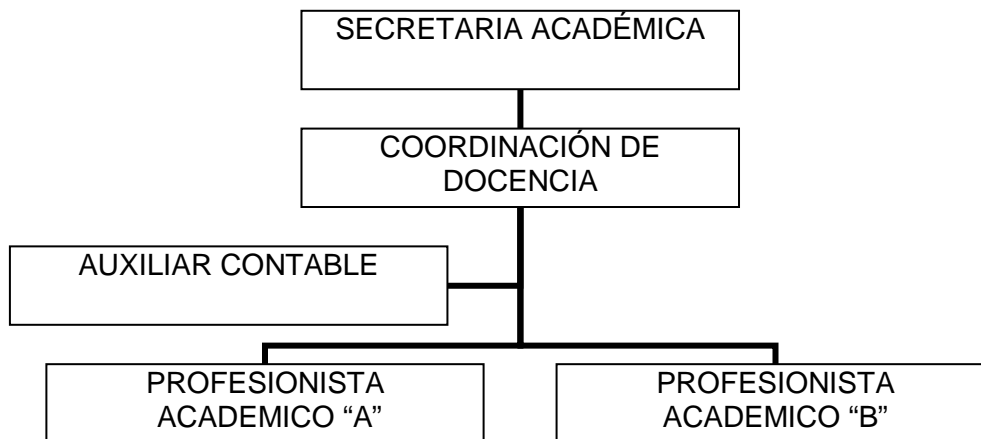 SECRETARIA ACADÉMICA
COORDINACIÓN DE
DOCENCIA
AUXILIAR CONTABLE
PROFESIONISTA
ACADEMICO “A”
PROFESIONISTA
ACADEMICO “B”